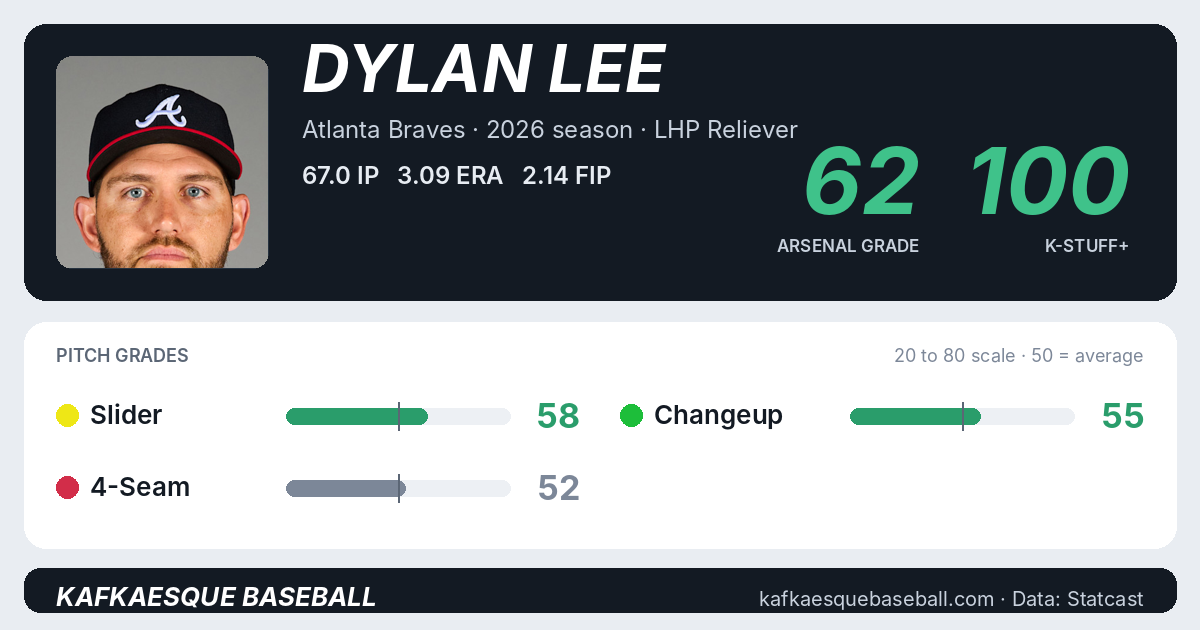 DYLAN LEE
Atlanta Braves · 2026 season · LHP Reliever
67.0 IP 3.09 ERA 2.14 FIP
62 100
ARSENAL GRADE K-STUFF+
PITCH GRADES 20 to 80 scale · 50 = average
Slider 58 Changeup 55
4-Seam 52
KAFKAESQUE BASEBALL kafkaesquebaseball.com · Data: Statcast